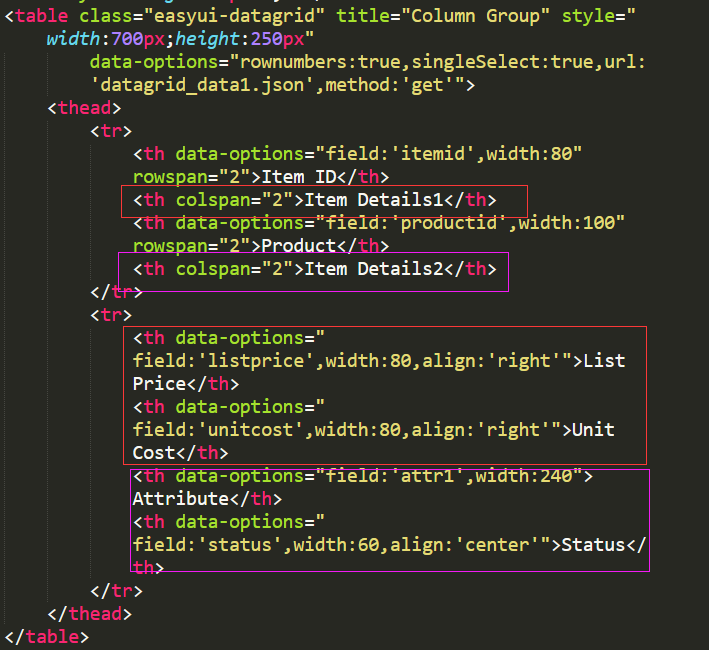 <table class="easyui-datagrid" title="Column Group" style="
width:700px;height:250px"
data-options="rownumbers:true,singleSelect:true,url:
'datagrid_data1.json',method:'get'">
<thead>
<tr>
<th data-options="field:'itemid',width:80"
rowspan="2">Item ID</th>
<th colspan="2">Item Details1</th>
<th data-options="field:'productid',width:100"
rowspan="2">Product</th>
<th colspan="2">Item Details2</th>
</tr>
<tr>
<th data-options="
field:'listprice',width:80,align:'right'">List
Price</th>
<th data-options="
field:'unitcost',width:80,align:'right'">Unit
Cost</th>
<th data-options="field:'attr1',width:240">
Attribute</th>
<th data-options="
field:'status',width:60,align:'center'">Status</
th>
</tr>
</thead>
</table>